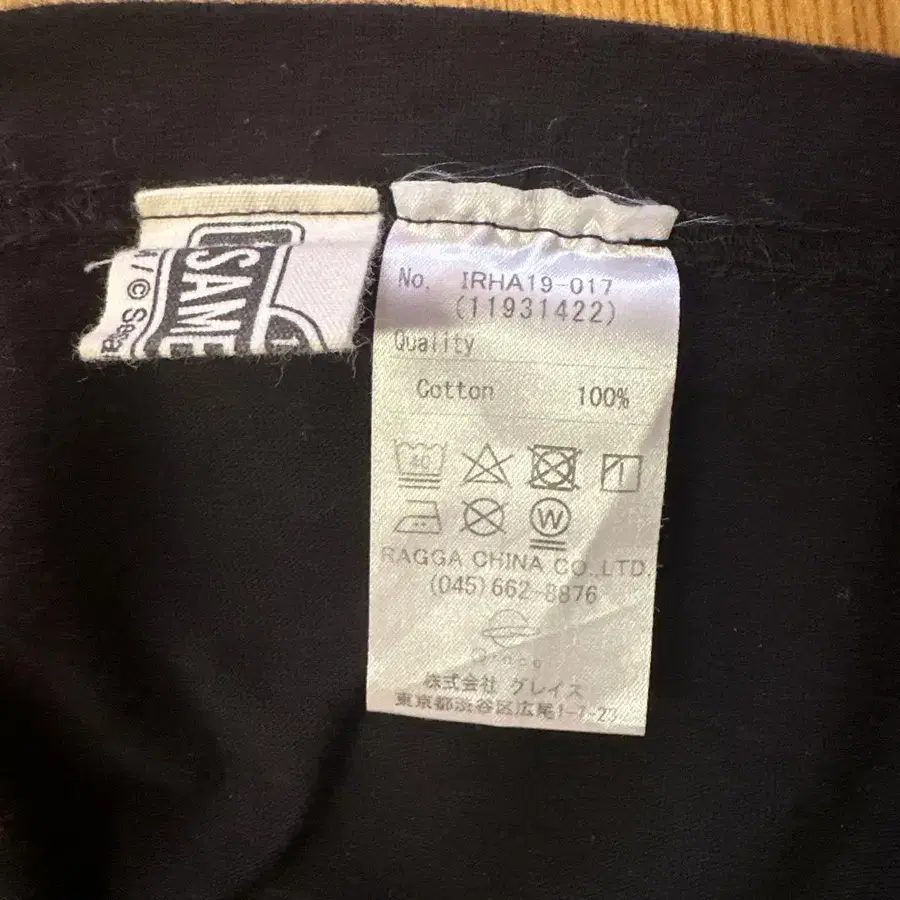 SAME
/ © Sesa
No. IRHA19-017
(11931422)
Quality
Cotton 100%
40
W
RAGGA CHINA CO.,LTD.
(045)662-8876
株式会社 グレイス
東京都渋谷区広尾1-7-23